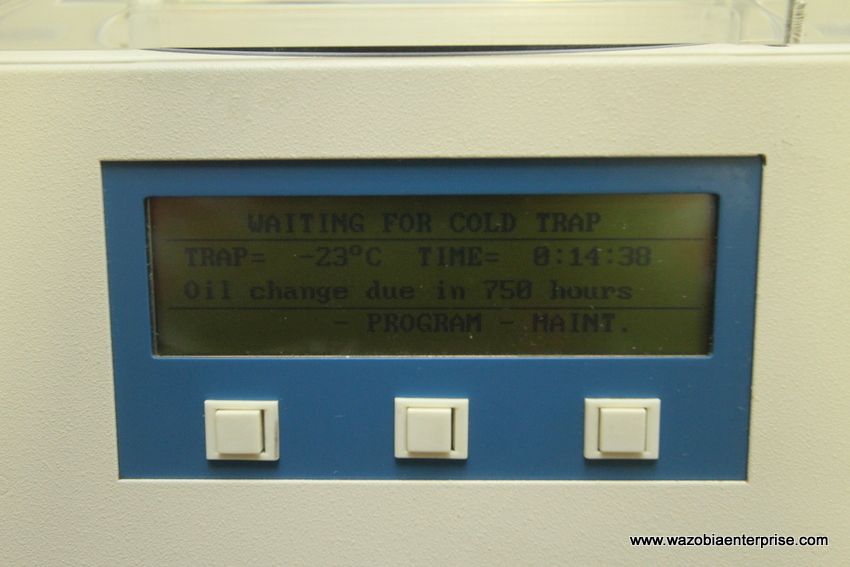 WAITING FOR COLD TRAP
TRAP= -23°C TIME= 0:14:38
Oil change due in 750 hours
- PROGRAM - MAINT.
www.wazobiaenterprise.com